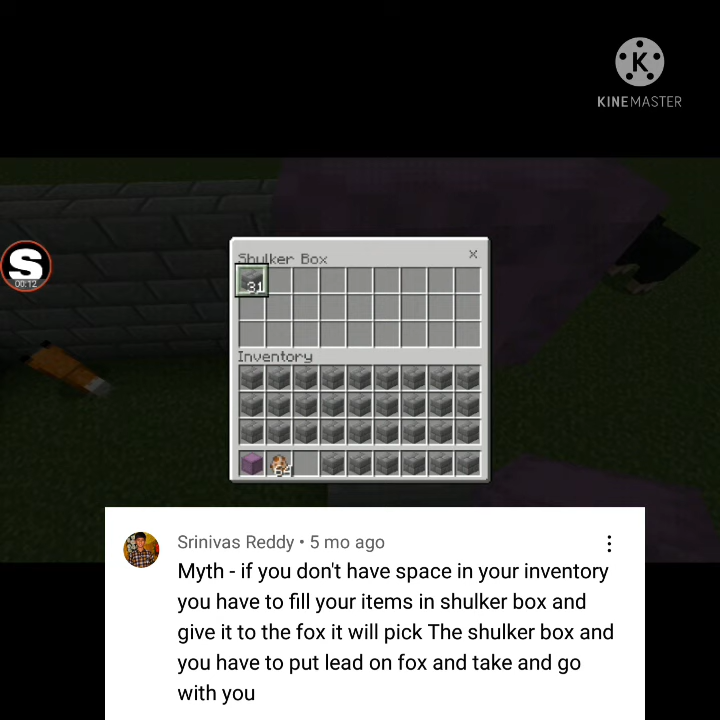 KINEMASTER
S
00:12
Shulker Box
31
Inventory
64
Srinivas Reddy • 5 mo ago
Myth - if you don't have space in your inventory
you have to fill your items in shulker box and
give it to the fox it will pick The shulker box and
you have to put lead on fox and take and go
with you